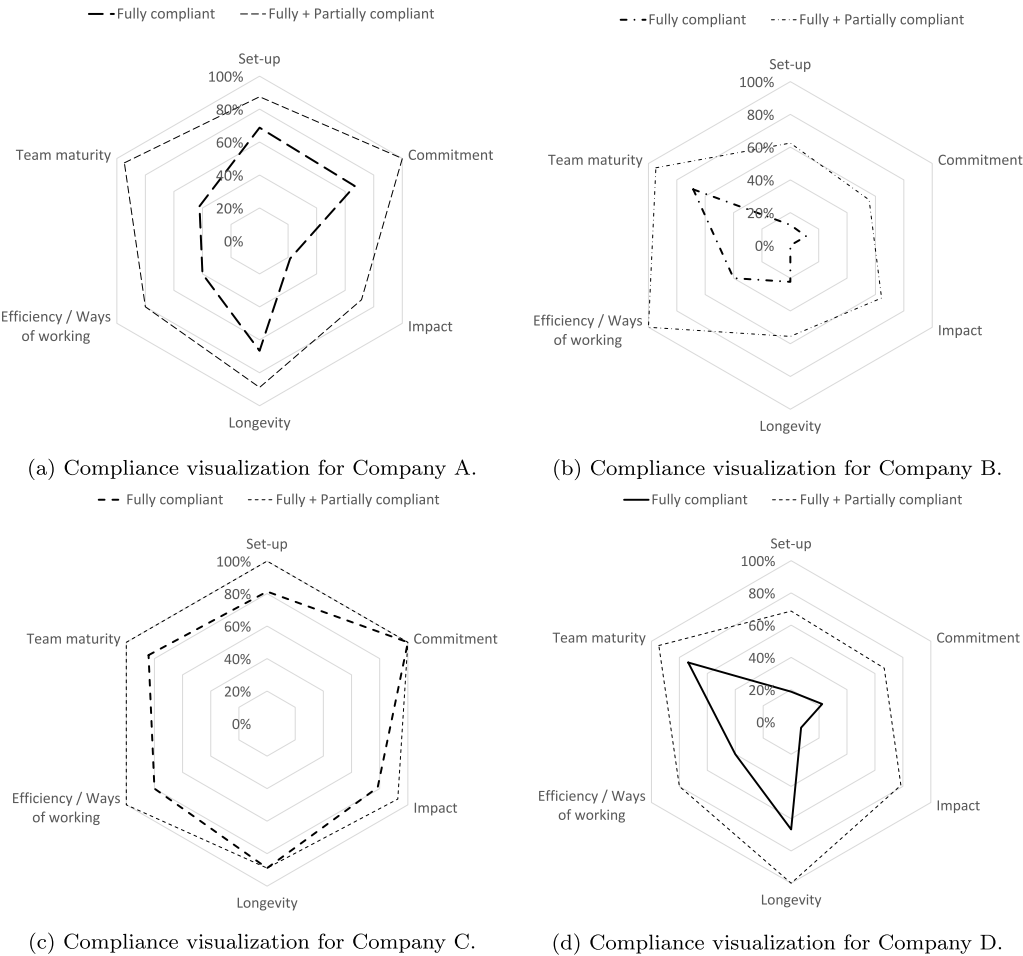 Fully compliant Fully + Partially compliant
Set-up
100%
80%
60%
40%
20%
0%
Team maturity
Commitment
Efficiency / Ways
of working
Impact
Longevity
(a) Compliance visualization for Company A.
Fully compliant Fully + Partially compliant
Set-up
100%
80%
60%
40%
20%
0%
Team maturity
Commitment
Efficiency / Ways
of working
Impact
Longevity
(b) Compliance visualization for Company B.
Fully compliant Fully + Partially compliant
Set-up
100%
80%
60%
40%
20%
0%
Team maturity
Commitment
Efficiency / Ways
of working
Impact
Longevity
(c) Compliance visualization for Company C.
Fully compliant Fully + Partially compliant
Set-up
100%
80%
60%
40%
20%
0%
Team maturity
Commitment
Efficiency / Ways
of working
Impact
Longevity
(d) Compliance visualization for Company D.